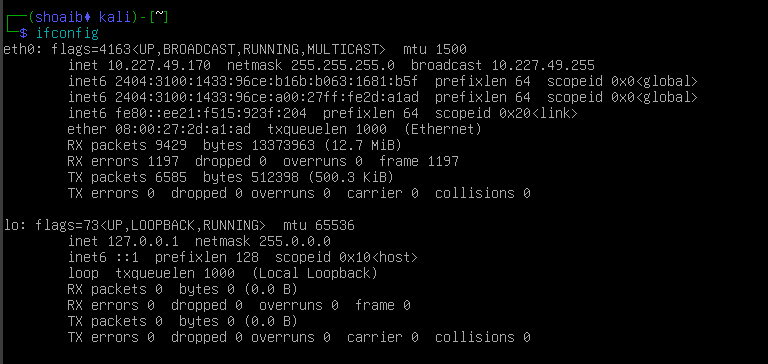 ┌──(shoaib♦ kali)-[~]
└─$ ifconfig
eth0: flags=4163<UP,BROADCAST,RUNNING,MULTICAST>  mtu 1500
        inet 10.227.49.170  netmask 255.255.255.0  broadcast 10.227.49.255
        inet6 2404:3100:1433:96ce:b16b:b063:1681:b5f  prefixlen 64  scopeid 0x0<global>
        inet6 2404:3100:1433:96ce:a00:27ff:fe2d:a1ad  prefixlen 64  scopeid 0x0<global>
        inet6 fe80::ee21:f515:923f:204  prefixlen 64  scopeid 0x20<link>
        ether 08:00:27:2d:a1:ad  txqueuelen 1000  (Ethernet)
        RX packets 9429  bytes 13373963 (12.7 MiB)
        RX errors 1197  dropped 0  overruns 0  frame 1197
        TX packets 6585  bytes 512398 (500.3 KiB)
        TX errors 0  dropped 0 overruns 0  carrier 0  collisions 0
lo: flags=73<UP,LOOPBACK,RUNNING>  mtu 65536
        inet 127.0.0.1  netmask 255.0.0.0
        inet6 ::1  prefixlen 128  scopeid 0x10<host>
        loop  txqueuelen 1000  (Local Loopback)
        RX packets 0  bytes 0 (0.0 B)
        RX errors 0  dropped 0  overruns 0  frame 0
        TX packets 0  bytes 0 (0.0 B)
        TX errors 0  dropped 0 overruns 0  carrier 0  collisions 0